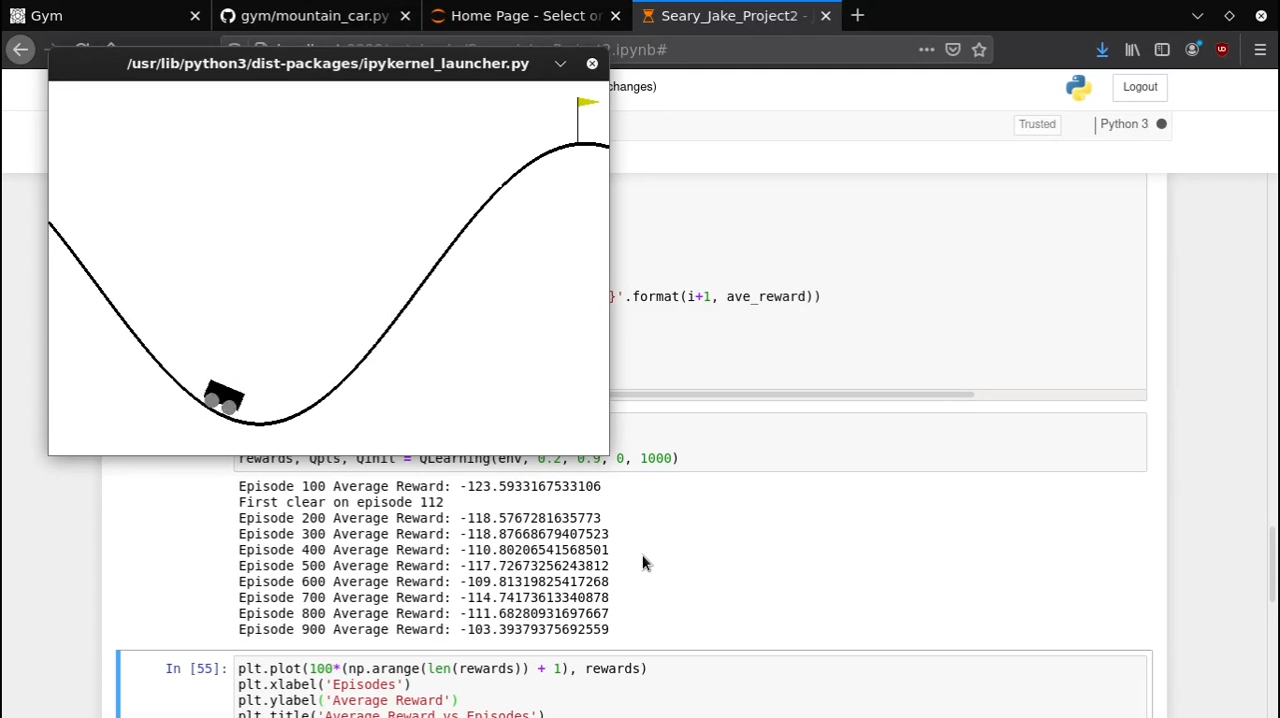 Gym
gym/mountain_car.py
Home Page - Select or
Seary_Jake_Project2 -
/usr/lib/python3/dist-packages/ipykernel_launcher.py
changes)
Logout
Trusted
Python 3
}'.format(i+1, ave_reward))
rewards, Qpts, Qinit = QLearning(env, 0.2, 0.9, 0, 1000)
Episode 100 Average Reward: -123.5933167533106
First clear on episode 112
Episode 200 Average Reward: -118.5767281635773
Episode 300 Average Reward: -118.87668679407523
Episode 400 Average Reward: -110.80206541568501
Episode 500 Average Reward: -117.72673256243812
Episode 600 Average Reward: -109.81319825417268
Episode 700 Average Reward: -114.74173613340878
Episode 800 Average Reward: -111.68280931697667
Episode 900 Average Reward: -103.39379375692559
In [55]:
plt.plot(100*(np.arange(len(rewards)) + 1), rewards)
plt.xlabel('Episodes')
plt.ylabel('Average Reward')
plt.title('Average Reward vs Episodes')